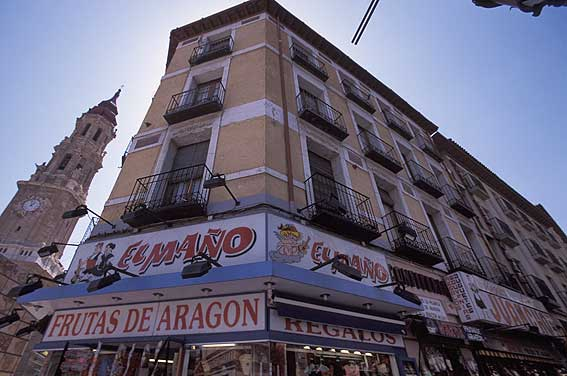 EL MAÑO
EL MAÑO
FRUTAS DE ARAGON
REGALOS